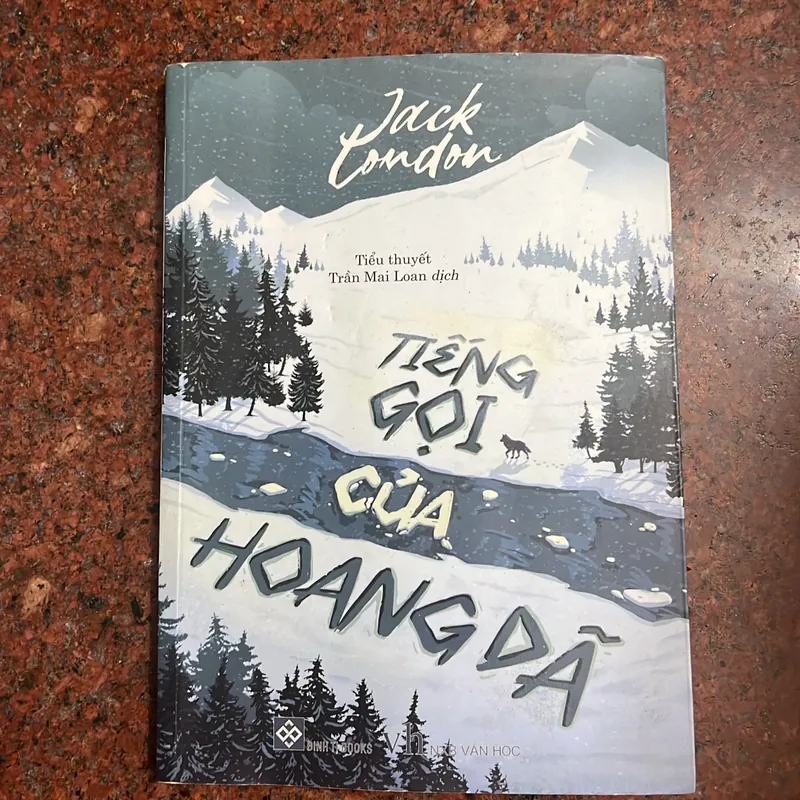 Jack
London
Tiểu thuyết
Trần Mai Loan dịch
TIẾNG
GỌI
CỦA
HOANG DÃ
ĐINH TỊ BOOKS
vh NXB VĂN HỌC